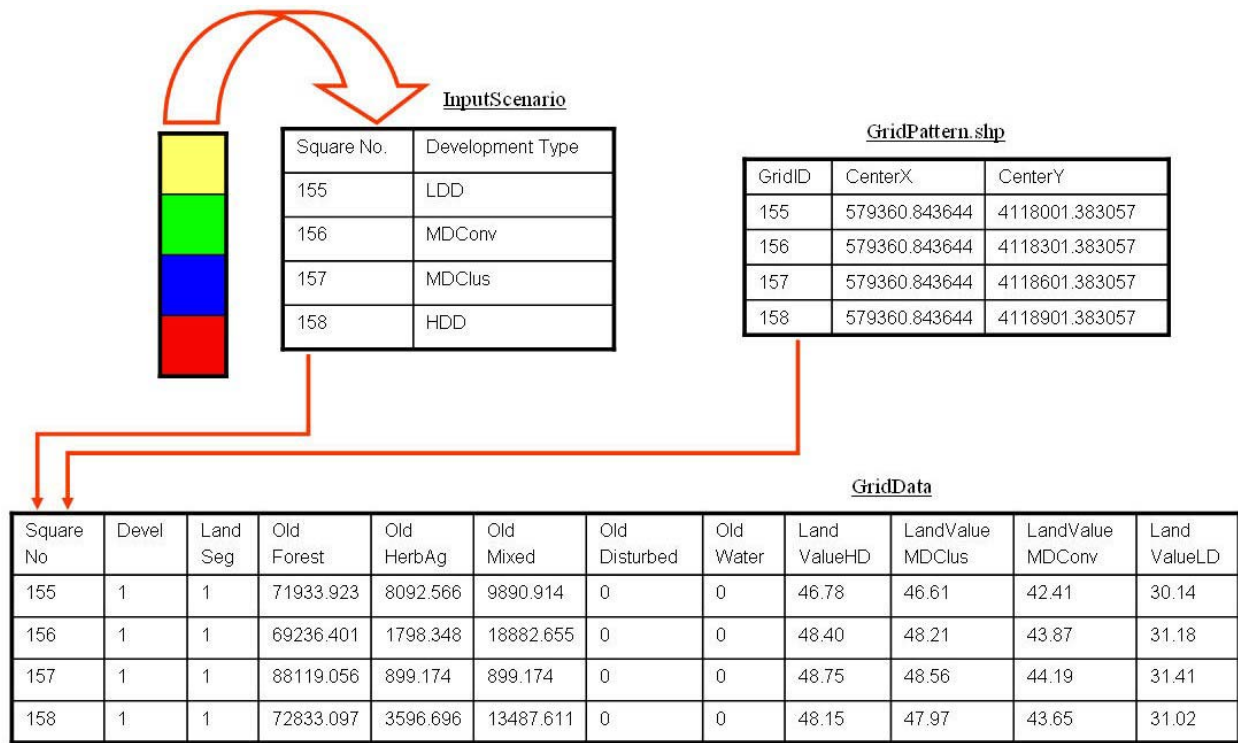 InputScenario
Square No. Development Type
155 LDD
156 MDConv
157 MDClus
158 HDD
GridPattern.shp
GridID CenterX CenterY
155 579360.843644 4118001.383057
156 579360.843644 4118301.383057
157 579360.843644 4118601.383057
158 579360.843644 4118901.383057
GridData
Square No Devel Land Seg Old Forest Old HerbAg Old Mixed Old Disturbed Old Water Land ValueHD LandValue MDClus LandValue MDConv Land ValueLD
155 1 1 71933.923 8092.566 9890.914 0 0 46.78 46.61 42.41 30.14
156 1 1 69236.401 1798.348 18882.655 0 0 48.40 48.21 43.87 31.18
157 1 1 88119.056 899.174 899.174 0 0 48.75 48.56 44.19 31.41
158 1 1 72833.097 3596.696 13487.611 0 0 48.15 47.97 43.65 31.02